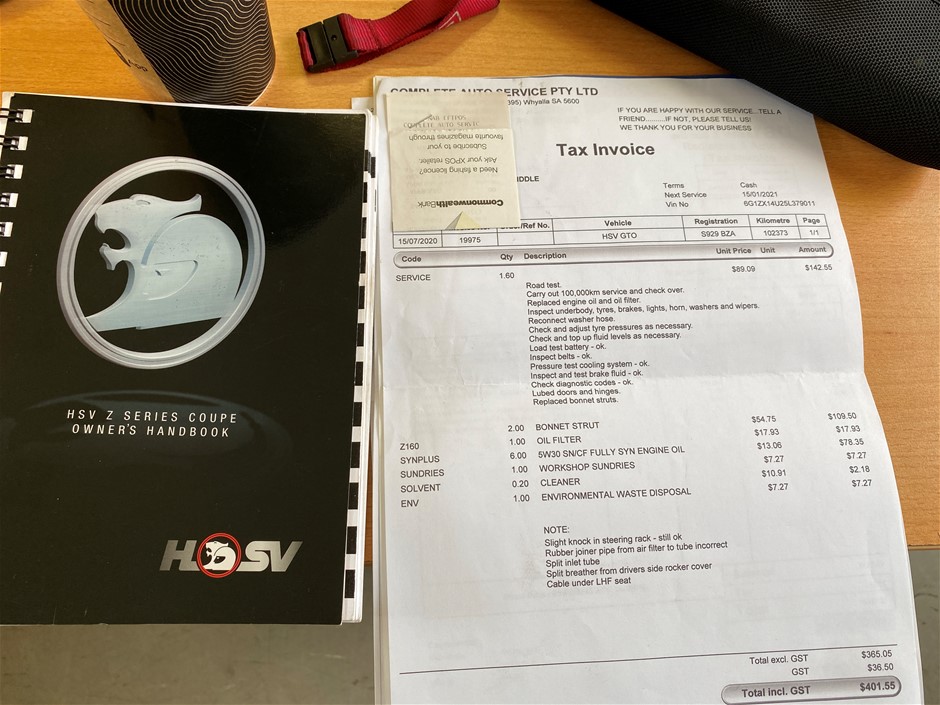 HSV Z SERIES COUPE
OWNER'S HANDBOOK
HSV
COMPLETE AUTO SERVICE PTY LTD
395) Whyalla SA 5600
IF YOU ARE HAPPY WITH OUR SERVICE...TELL A
FRIEND.........IF NOT, PLEASE TELL US!
WE THANK YOU FOR YOUR BUSINESS
Tax Invoice
EFTPOS
COMPLETE AUTO SERVIC
favourite magazines through
Subscribe to your
Ask your XPOS retailer.
Need a fishing licence?
CommonwealthBank
IDDLE
Terms Cash
Next Service 15/01/2021
Vin No 6G1ZX14U25L379011
/Ref No. Vehicle Registration Kilometre Page
15/07/2020 19975 HSV GTO S929 BZA 102373 1/1
Code Qty Description Unit Price Unit Amount
SERVICE 1.60 $89.09 $142.55
Road test.
Carry out 100,000km service and check over.
Replaced engine oil and oil filter.
Inspect underbody, tyres, brakes, lights, horn, washers and wipers.
Reconnect washer hose.
Check and adjust tyre pressures as necessary.
Check and top up fluid levels as necessary.
Load test battery - ok.
Inspect belts - ok.
Pressure test cooling system - ok.
Inspect and test brake fluid - ok.
Check diagnostic codes - ok.
Lubed doors and hinges.
Replaced bonnet struts.
2.00 BONNET STRUT $54.75 $109.50
Z160 1.00 OIL FILTER $17.93 $17.93
SYNPLUS 6.00 5W30 SN/CF FULLY SYN ENGINE OIL $13.06 $78.35
SUNDRIES 1.00 WORKSHOP SUNDRIES $7.27 $7.27
SOLVENT 0.20 CLEANER $10.91 $2.18
ENV 1.00 ENVIRONMENTAL WASTE DISPOSAL $7.27 $7.27
NOTE:
Slight knock in steering rack - still ok
Rubber joiner pipe from air filter to tube incorrect
Split inlet tube
Split breather from drivers side rocker cover
Cable under LHF seat
Total excl. GST $365.05
GST $36.50
Total incl. GST $401.55